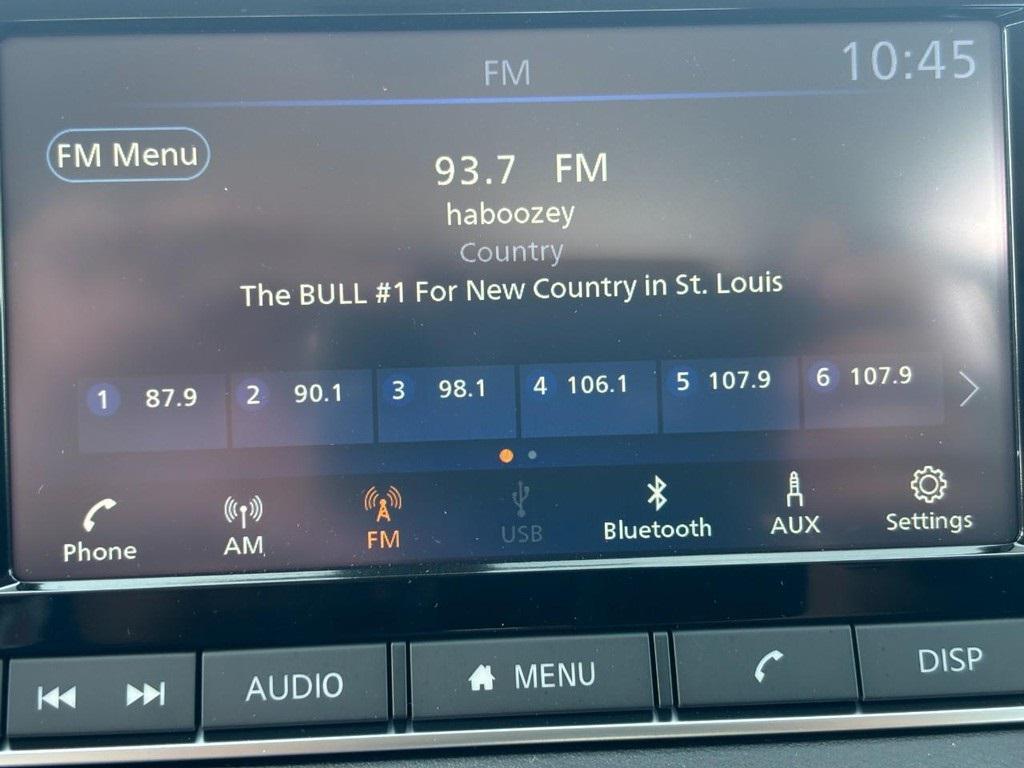 FM
10:45
FM Menu
93.7 FM
haboozey
Country
The BULL #1 For New Country in St. Louis
1 87.9
2 90.1
3 98.1
4 106.1
5 107.9
6 107.9
Phone
AM
FM
USB
Bluetooth
AUX
Settings
AUDIO
MENU
DISP